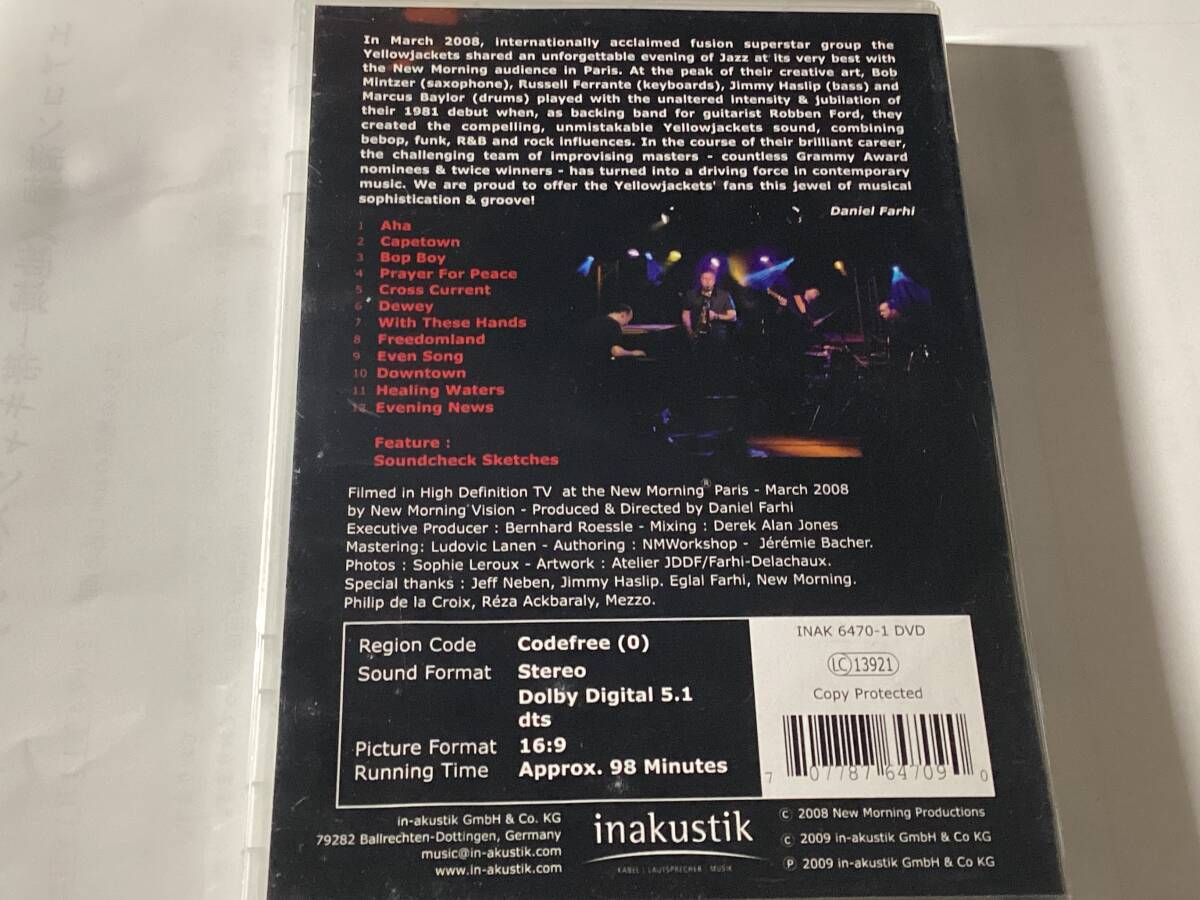 In March 2008, internationally acclaimed fusion superstar group the
Yellowjackets shared an unforgettable evening of Jazz at its very best with
the New Morning audience in Paris. At the peak of their creative art, Bob
Mintzer (saxophone), Russell Ferrante (keyboards), Jimmy Haslip (bass) and
Marcus Baylor (drums) played with the unaltered intensity & jubilation of
their 1981 debut when, as backing band for guitarist Robben Ford, they
created the compelling, unmistakable Yellowjackets sound, combining
bebop, funk, R&B and rock influences. In the course of their brilliant career,
the challenging team of improvising masters - countless Grammy Award
nominees & twice winners - has turned into a driving force in contemporary
music. We are proud to offer the Yellowjackets' fans this jewel of musical
sophistication & groove!
Daniel Farhi
1 Aha
2 Capetown
3 Bop Boy
4 Prayer For Peace
5 Cross Current
6 Dewey
7 With These Hands
8 Freedomland
9 Even Song
10 Downtown
11 Healing Waters
12 Evening News
Feature :
Soundcheck Sketches
Filmed in High Definition TV at the New Morning® Paris - March 2008
by New Morning Vision - Produced & Directed by Daniel Farhi
Executive Producer : Bernhard Roessle - Mixing : Derek Alan Jones
Mastering: Ludovic Lanen - Authoring : NMWorkshop - Jérémie Bacher.
Photos : Sophie Leroux - Artwork : Atelier JDDF/Farhi-Delachaux.
Special thanks : Jeff Neben, Jimmy Haslip. Eglal Farhi, New Morning.
Philip de la Croix, Réza Ackbaraly, Mezzo.
Region Code Codefree (0)
Sound Format Stereo
Dolby Digital 5.1
dts
Picture Format 16:9
Running Time Approx. 98 Minutes
INAK 6470-1 DVD
LC 13921
Copy Protected
7 07787 64709 0
in-akustik GmbH & Co. KG
79282 Ballrechten-Dottingen, Germany
music@in-akustik.com
www.in-akustik.com
inakustik
KABEL | LAUTSPRECHER | MUSIK
© 2008 New Morning Productions
© 2009 in-akustik GmbH & Co KG
℗ 2009 in-akustik GmbH & Co KG